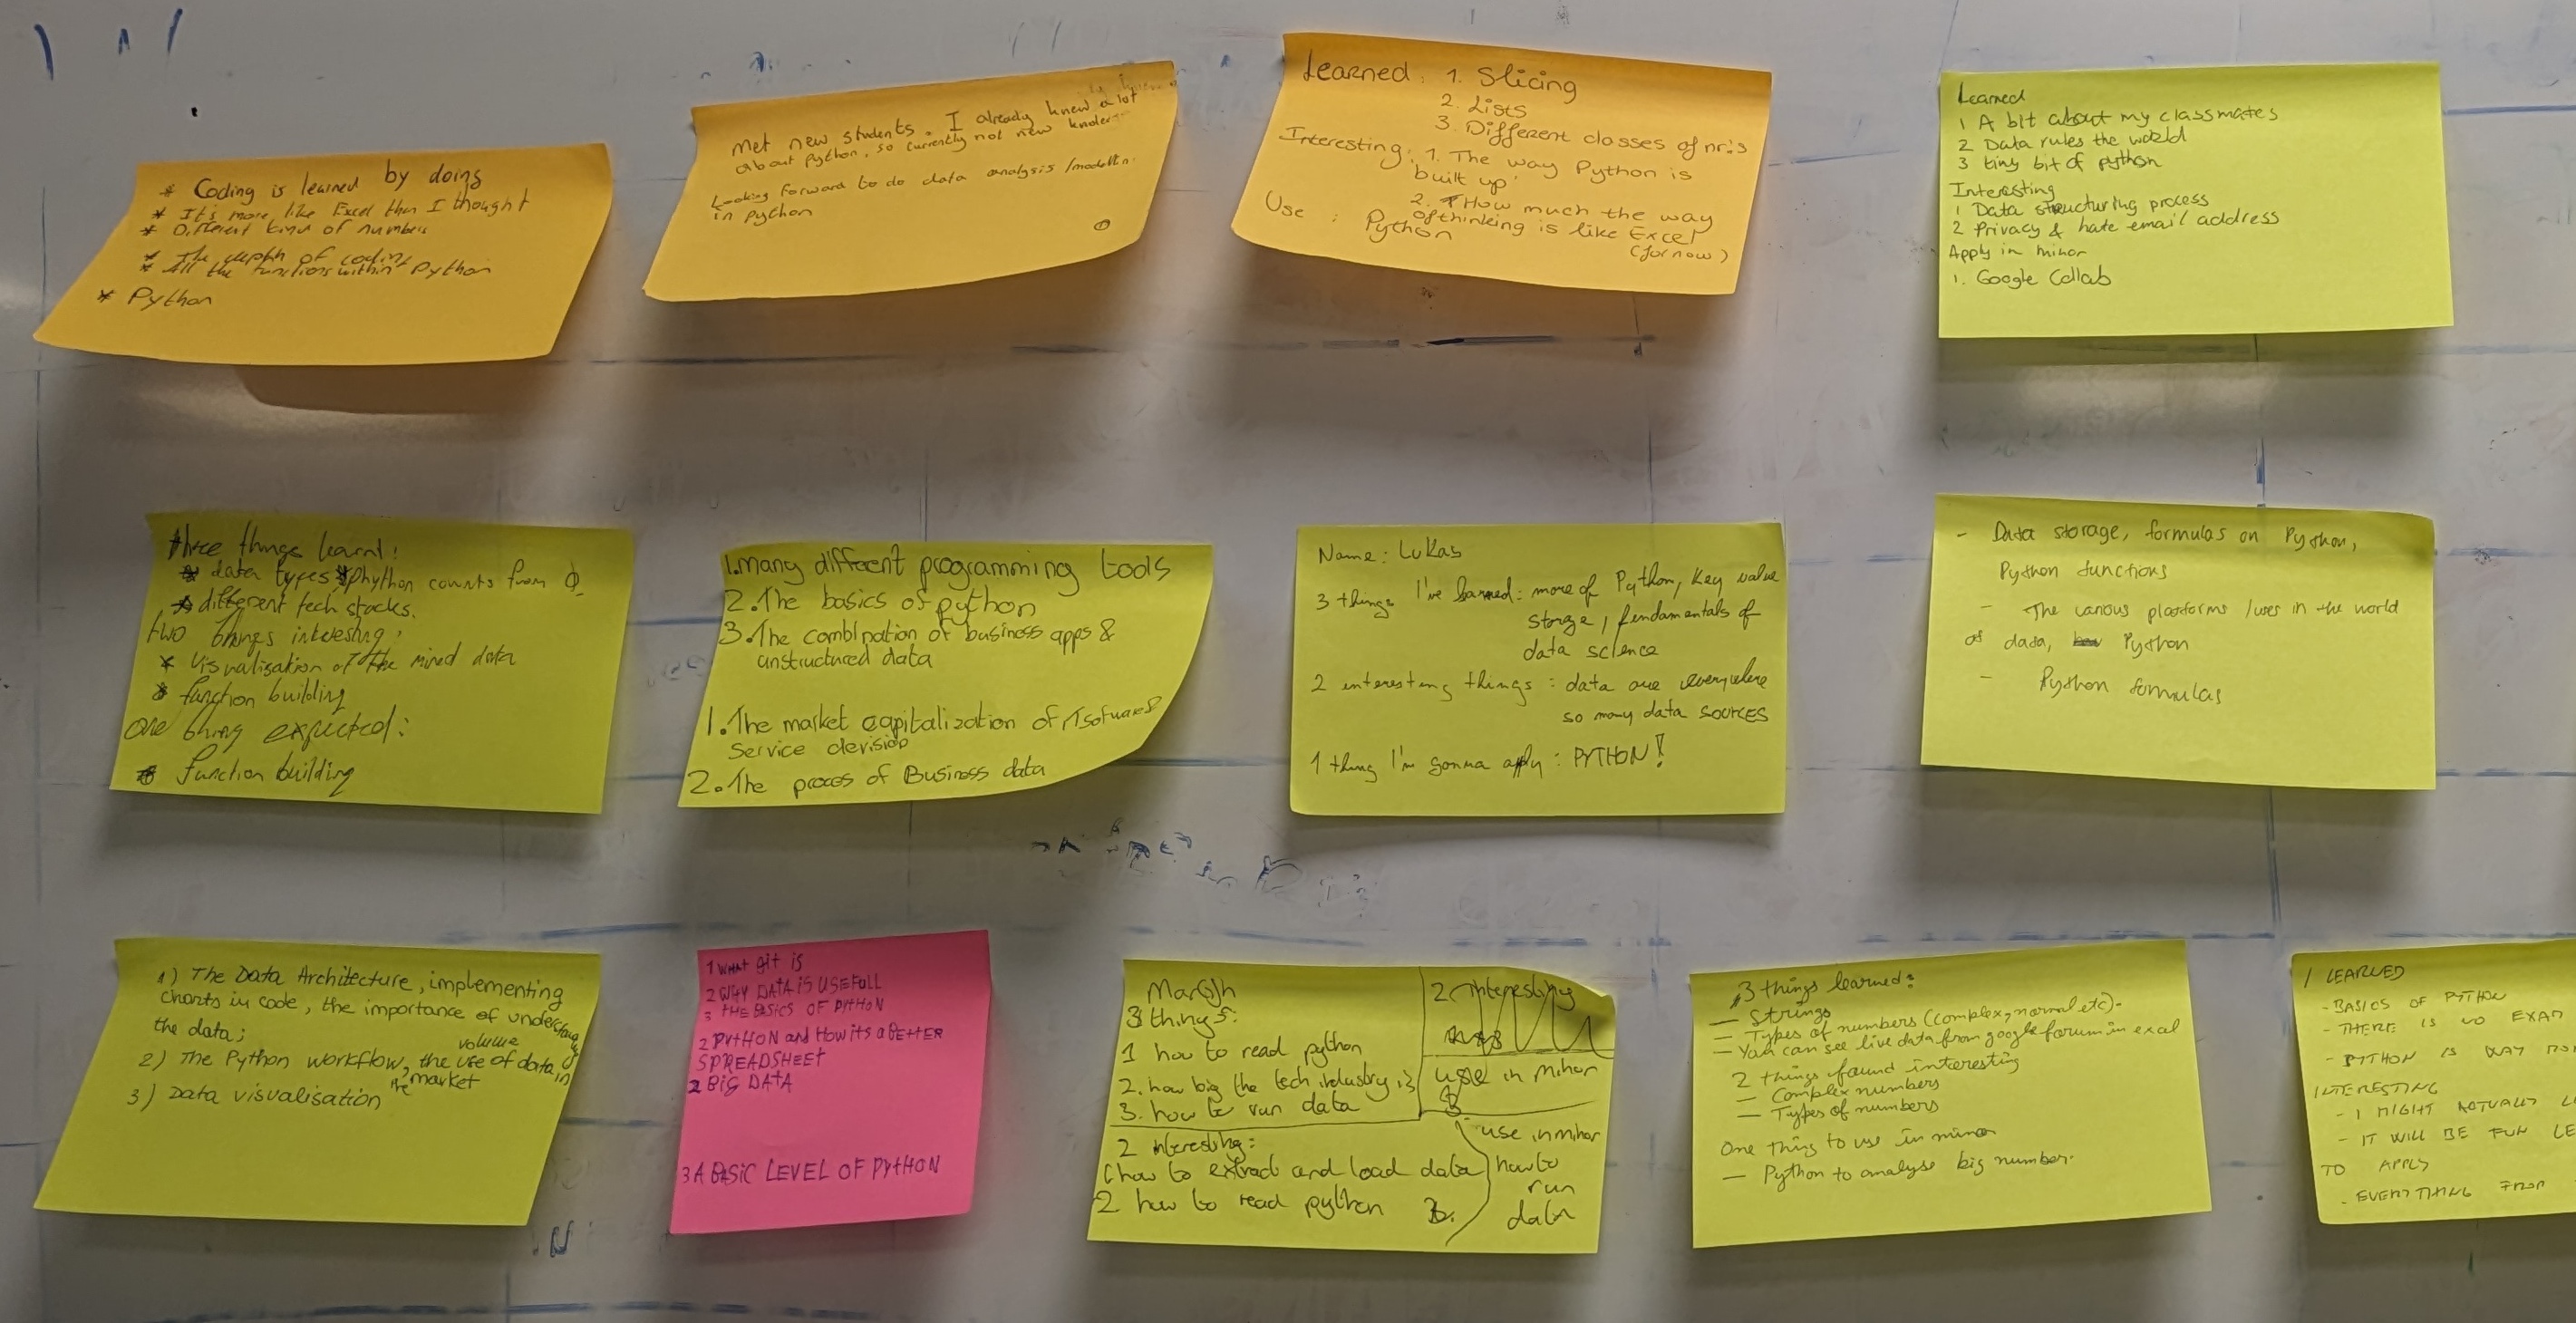 * Coding is learned by doing
* It's more like Excel than I thought
* Different kind of numbers
* The depth of coding
* All the functions within Python
* Python
Met new students. I already knew a lot
about python, so currently not new
Looking forward to do data analysis /
in python
Learned: 1. Slicing
2. Lists
3. Different classes of nr's
Interesting: 1. The way Python is
built up
2. How much the way
of thinking is like Excel
(for now)
Use: Python
Learned
1 A bit about my classmates
2 Data rules the world
3 tiny bit of python
Interesting
1 Data structuring process
2 Privacy & hate email address
Apply in minor
1. Google Collab
three things learnt:
* data types * phython counts from 0.
* different tech stacks.
two things interesting:
* Visualisation of the mined data
* function building
one thing expected:
* function building
1. Many different programming tools
2. The basics of python
3. The combination of business apps &
unstructured data
1. The market capitalization of
service devision
2. The proces of Business data
Name: Lukas
3 things I've learned: more of Python, key value
storage, fundamentals of
data science
2 interesting things: data are everywhere
so many data sources
1 thing I'm gonna apply: PYTHON!
- Data storage, formulas on Python,
Python functions
- The various platforms /uses in the world
of data, Python
- Python formulas
1) The Data Architecture, implementing
charts in code, the importance of understanding
the data;
2) The Python workflow, the use of data volume in
the market
3) Data visualisation
1 WHAT git is
2 WHY DATA IS USEFULL
3 THE BASICS OF PYTHON
2 PYTHON and How its a BETTER
SPREADSHEET
2 BIG DATA
3 A BASIC LEVEL OF PYTHON
3 things:
1 how to read python
2. how big the tech industry is
3. how to run data
2 interesting
use in minor
2 interesting:
1 how to extract and load data
2 how to read python
use in minor
how to
run
data
3 things learned:
- Strings
- Types of numbers (complex, normal etc).
- You can see live data from google forum in exal
2 things found interesting
- Complex numbers
- Types of numbers
One thing to use in minor
- Python to analyse big number.
/ LEARNED
- BASICS OF PYTHON
- THERE IS NO EXAM
- PYTHON IS WAY
INTERESTING
- I MIGHT ACTUALLY
- IT WILL BE FUN
TO APPLY
- EVERYTHING FROM